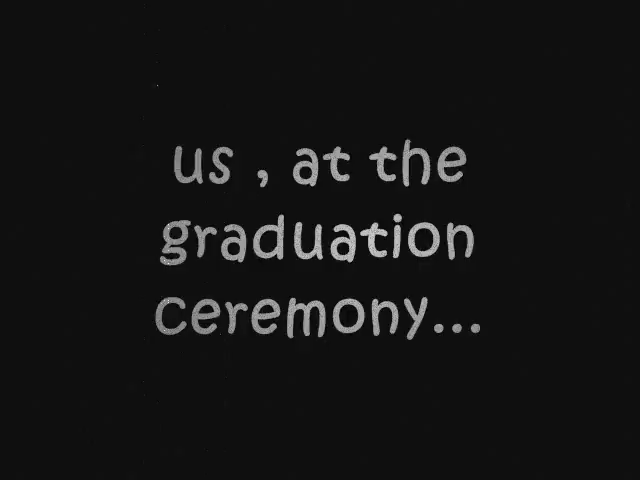 us , at the
graduation
ceremony...